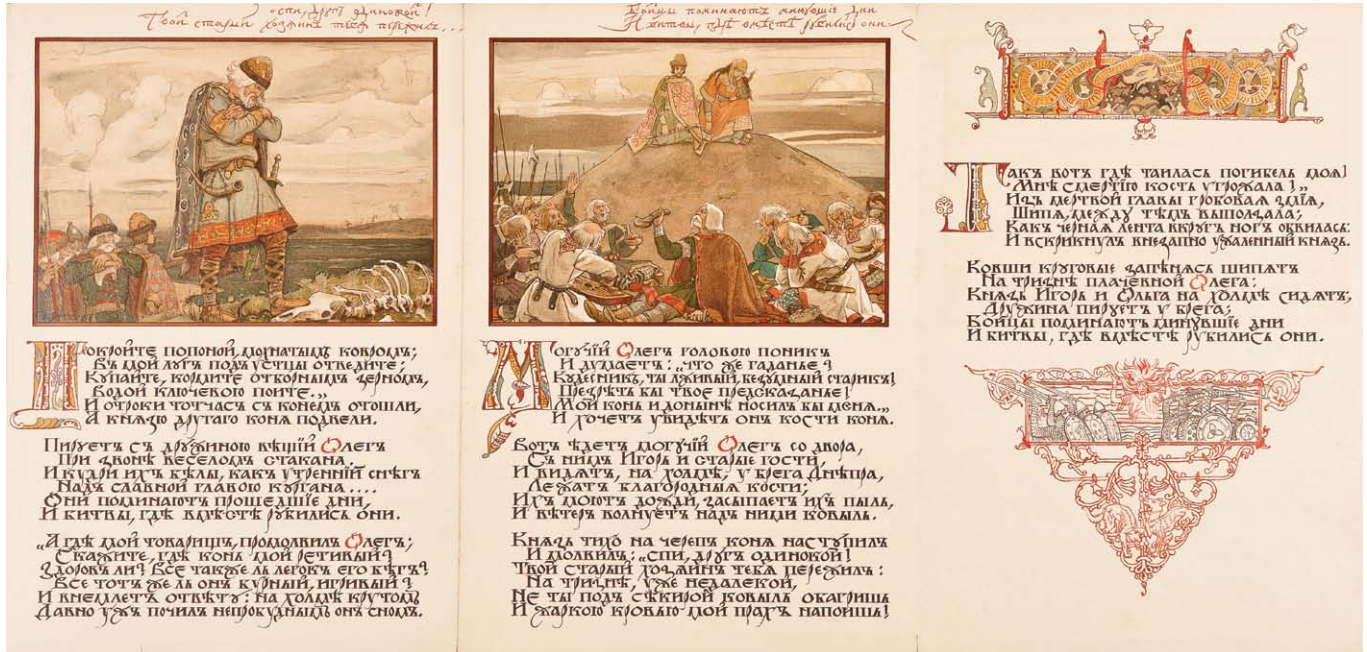 спи, другъ одинокой!
Твой старый хозяинъ тебя пережилъ...
Покройте попоной, мохнатымъ ковромъ;
Въ мой лугъ подъ устцы отведите;
Купайте, кормите отборнымъ зерномъ,
Водой ключевою поите.„
И отроки тотчасъ съ конемъ отошли,
А князю другаго коня подвели.
Пируетъ съ дружиною вѣщій Олегъ
При звонѣ веселомъ стакана.
И кудри ихъ бѣлы, какъ утренній снѣгъ
Надъ славной главою кургана....
Они поминаютъ прошедшіе дни,
И битвы, гдѣ вмѣстѣ рубились они.
„А гдѣ мой товарищъ, промолвилъ Олегъ;
Скажите, гдѣ конь мой ретивый?
Здоровъ ли? Все также ль легокъ его бѣгъ?
Все тотъ же ль онъ бурный, игривый?
И внемлетъ отвѣту: на холмѣ крутомъ
Давно ужъ почилъ непробуднымъ онъ сномъ.
Бойцы поминаютъ минувшіе дни
И битвы, гдѣ вмѣстѣ рубились они
Могучій Олегъ головою поникъ
И думаетъ: „что же гаданье?
Кудесникъ, ты лживый, безумный старикъ!
Презрѣть бы твое предсказанье!
Мой конь и донынѣ носилъ бы меня.„
И хочетъ увидѣть онъ кости коня.
Вотъ ѣдетъ могучій Олегъ со двора,
Съ нимъ Игорь и старые гости,
И видятъ, на холмѣ, у брега Днѣпра,
Лежатъ благородныя кости;
Ихъ моютъ дожди, засыпаетъ ихъ пыль,
И вѣтеръ волнуетъ надъ ними ковыль.
Князь тихо на черепъ коня наступилъ
И молвилъ: „спи, другъ одинокой!
Твой старый хозяинъ тебя пережилъ:
На тризнѣ, уже недалекой,
Не ты подъ сѣкирой ковыль обагришь
И жаркою кровью мой прахъ напоишь!
Такъ вотъ гдѣ таилась погибель моя!
Мнѣ смертію кость угрожала!„
Изъ мертвой главы гробовая змія,
Шипя, между тѣмъ выползала;
Какъ черная лента вкругъ ногъ обвилась:
И вскрикнулъ внезапно ужаленный князь.
Ковши круговые запѣнясь шипятъ
На тризнѣ плачевной Олега:
Князь Игорь и Ольга на холмѣ сидятъ;
Дружина пируетъ у брега;
Бойцы поминаютъ минувшіе дни
И битвы, гдѣ вмѣстѣ рубились они.